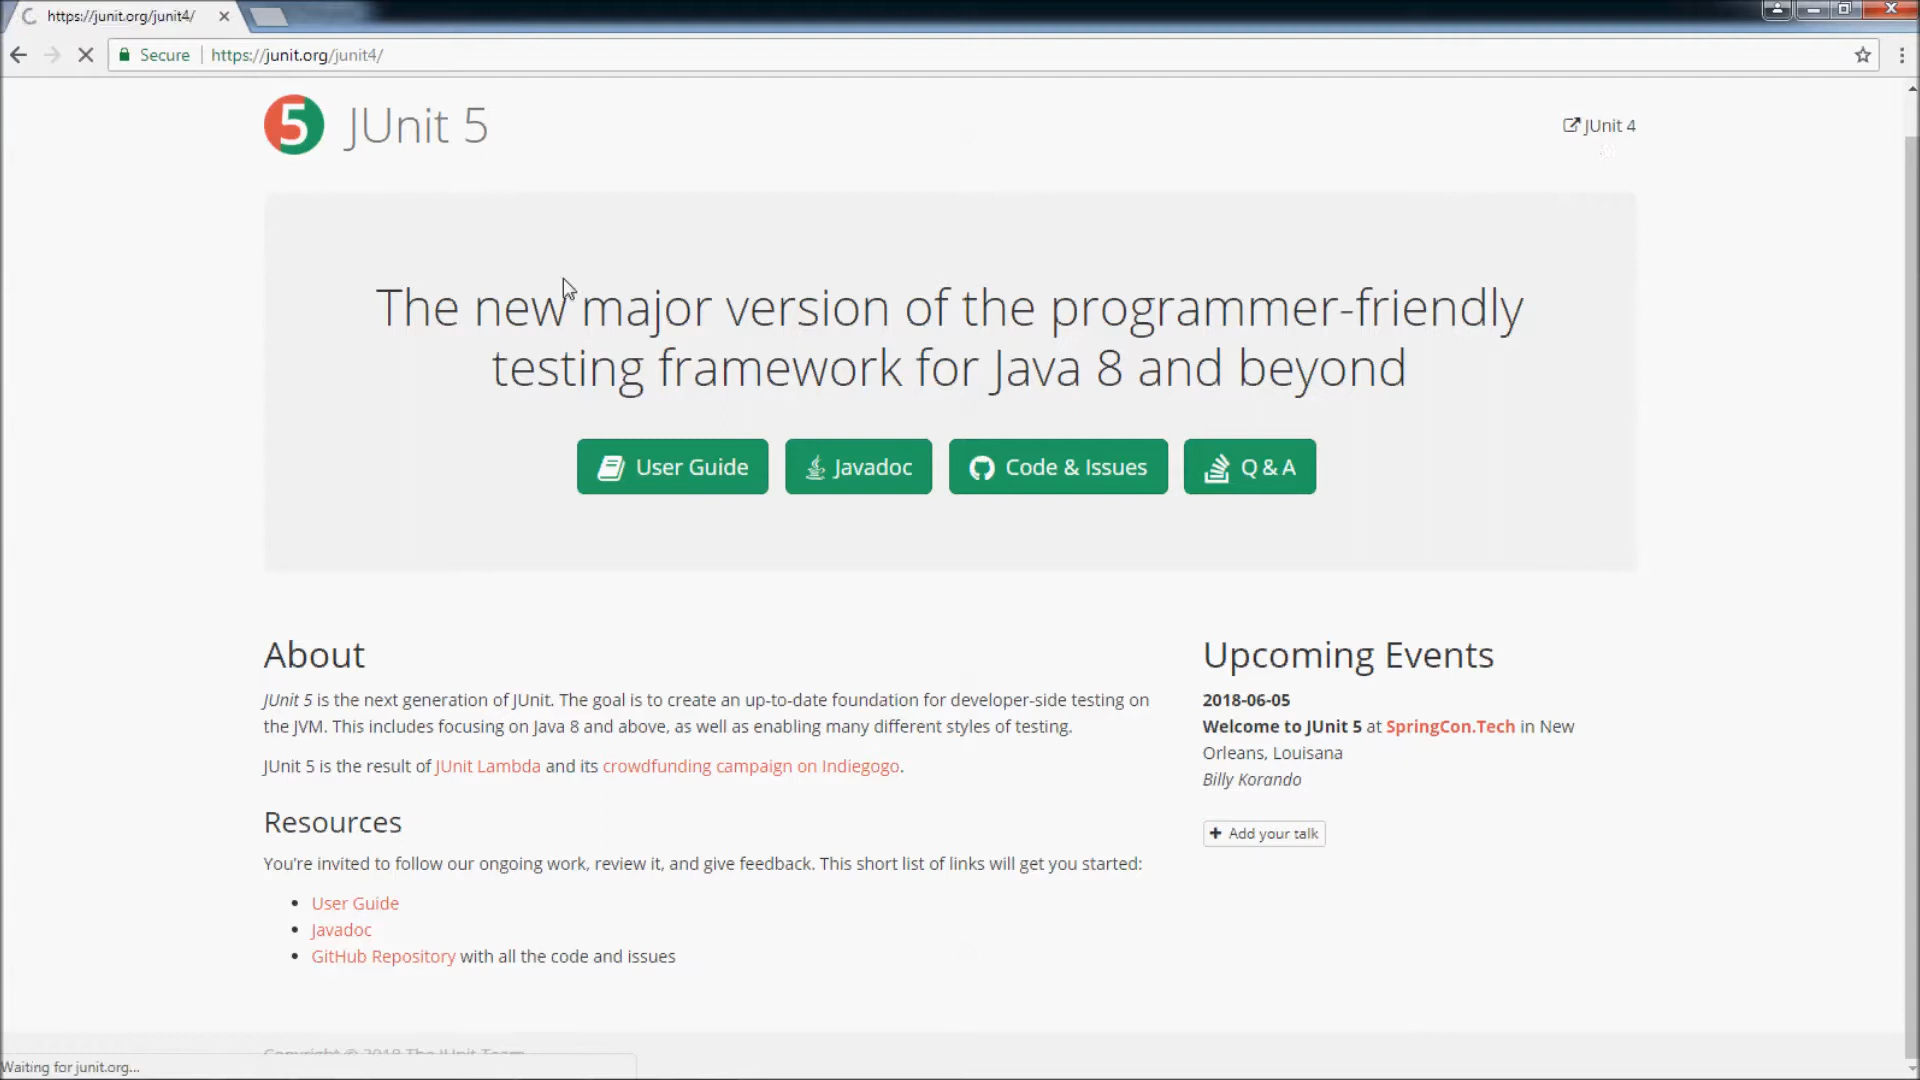 https://junit.org/junit4/
Secure https://junit.org/junit4/
5 JUnit 5
JUnit 4
The new major version of the programmer-friendly
testing framework for Java 8 and beyond
User Guide Javadoc Code & Issues Q & A
About
JUnit 5 is the next generation of JUnit. The goal is to create an up-to-date foundation for developer-side testing on
the JVM. This includes focusing on Java 8 and above, as well as enabling many different styles of testing.
JUnit 5 is the result of JUnit Lambda and its crowdfunding campaign on Indiegogo.
Resources
You're invited to follow our ongoing work, review it, and give feedback. This short list of links will get you started:
• User Guide
• Javadoc
• GitHub Repository with all the code and issues
Upcoming Events
2018-06-05
Welcome to JUnit 5 at SpringCon.Tech in New
Orleans, Louisana
Billy Korando
+ Add your talk
Copyright © 2018 The JUnit Team
Waiting for junit.org...